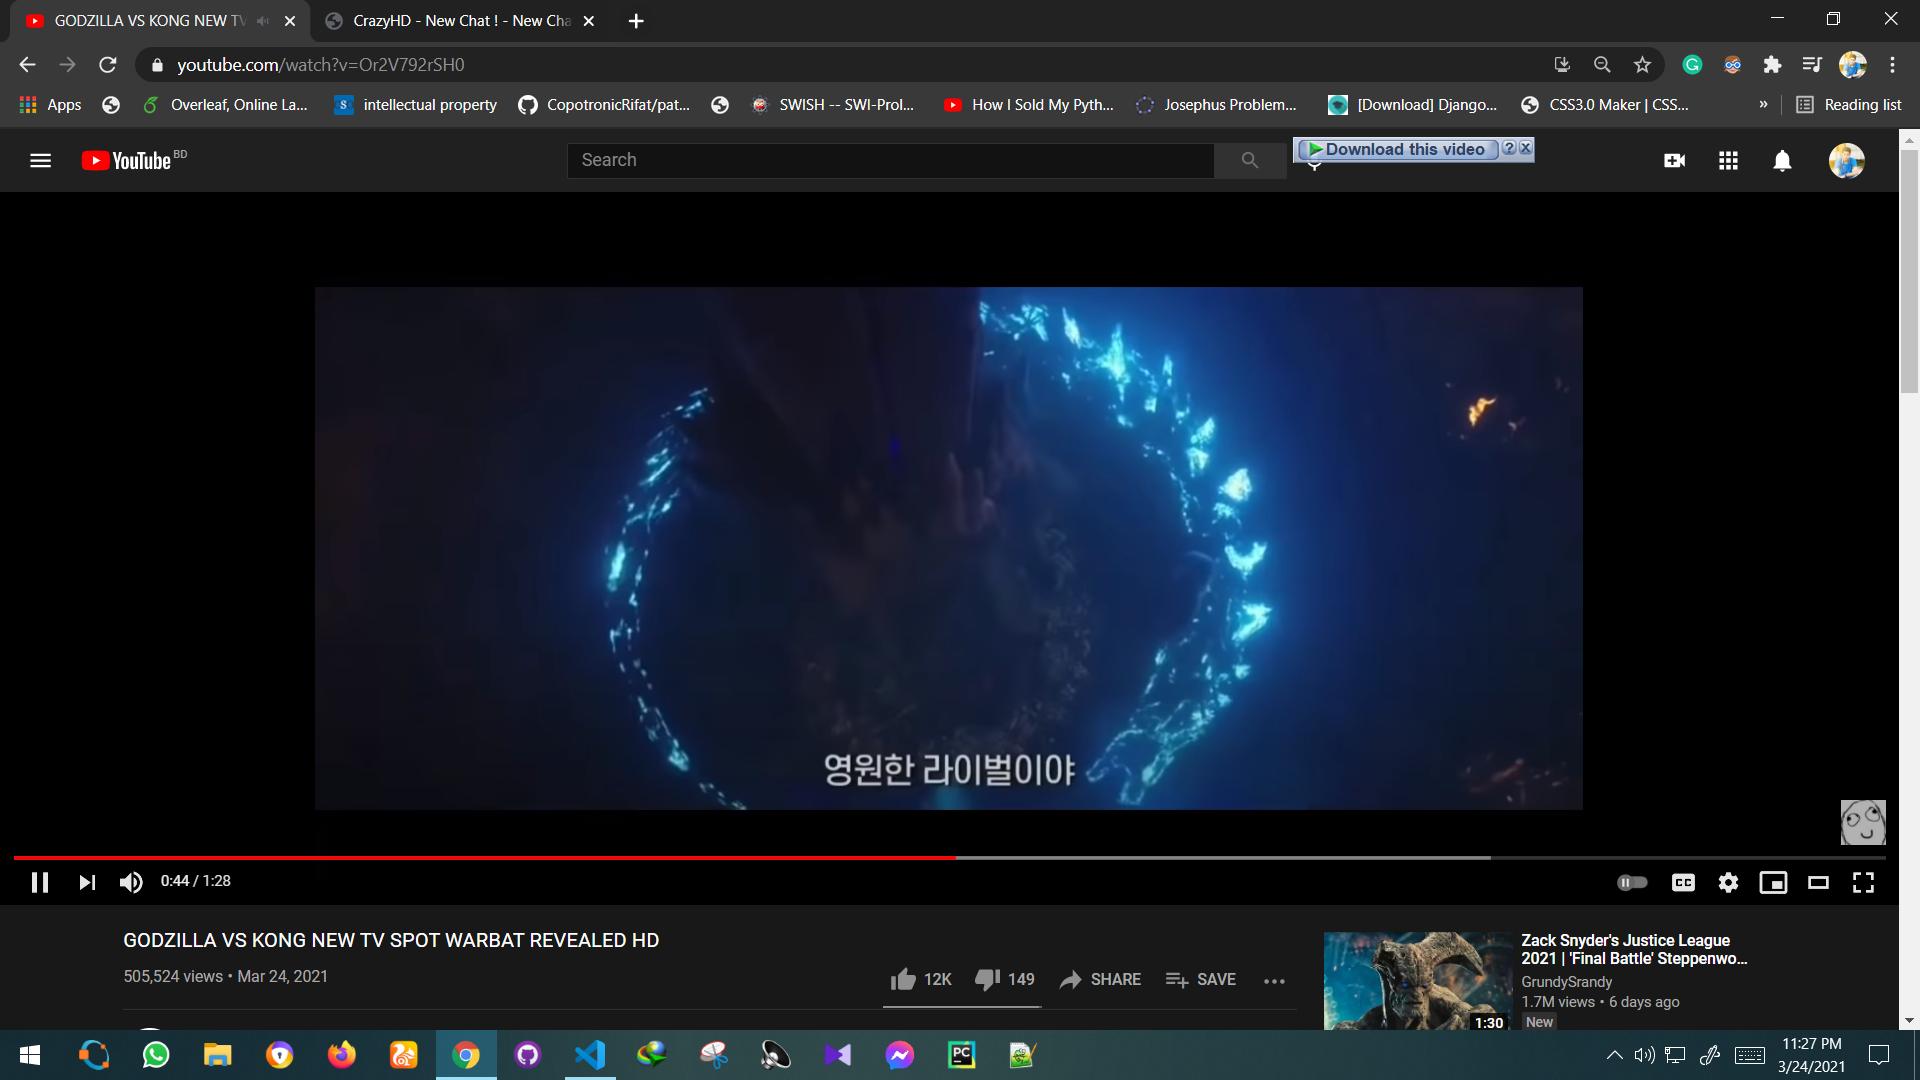 GODZILLA VS KONG NEW TV
CrazyHD - New Chat ! - New Cha
youtube.com/watch?v=Or2V792rSH0
Apps
Overleaf, Online La...
intellectual property
CopotronicRifat/pat...
SWISH -- SWI-Prol...
How I Sold My Pyth...
Josephus Problem...
[Download] Django...
CSS3.0 Maker | CSS...
»
Reading list
YouTube BD
Search
Download this video ? x
영원한 라이벌이야
0:44 / 1:28
CC
GODZILLA VS KONG NEW TV SPOT WARBAT REVEALED HD
505,524 views • Mar 24, 2021
12K
149
SHARE
SAVE
Zack Snyder's Justice League
2021 | 'Final Battle' Steppenwo...
GrundySrandy
1.7M views • 6 days ago
New
1:30
PC
11:27 PM
3/24/2021